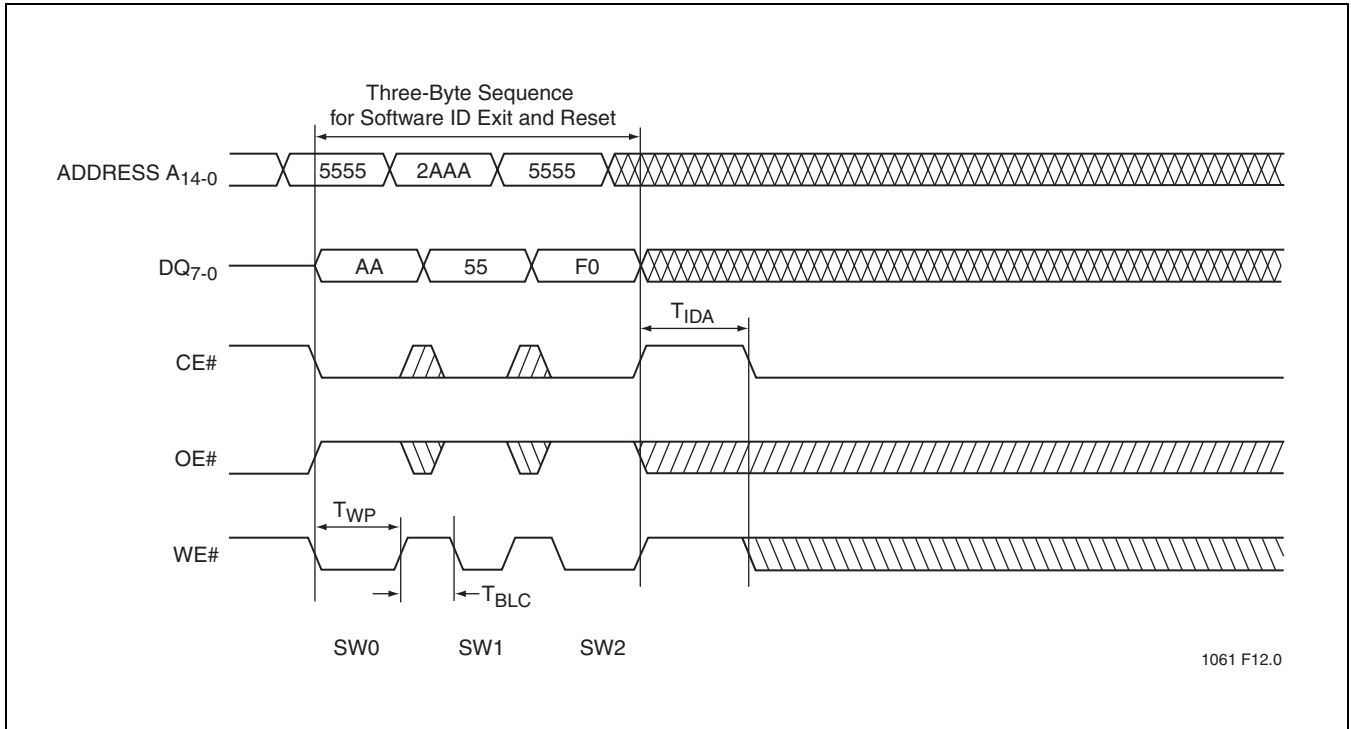 Three-Byte Sequence
for Software ID Exit and Reset
ADDRESS A14-0
5555 2AAA 5555
DQ7-0
AA 55 F0
TIDA
CE#
OE#
TWP
WE#
TBLC
SW0 SW1 SW2
1061 F12.0